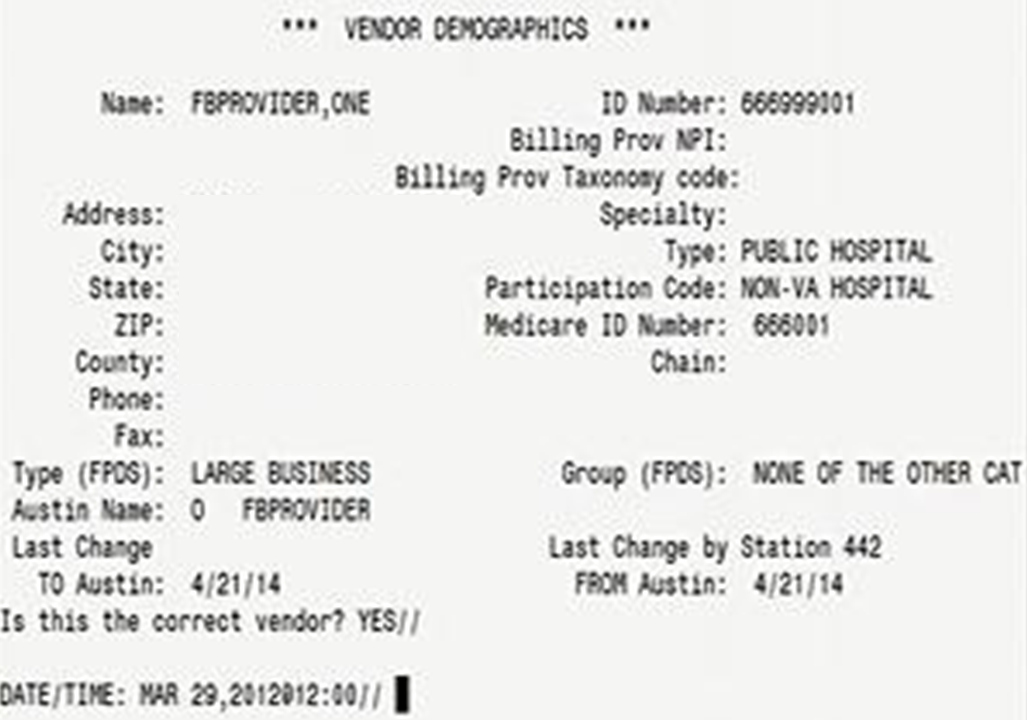 *** VENDOR DEMOGRAPHICS ***
Name: FBPROVIDER,ONE ID Number: 666999001
Billing Prov NPI:
Billing Prov Taxonomy code:
Address: Specialty:
City: Type: PUBLIC HOSPITAL
State: Participation Code: NON-VA HOSPITAL
ZIP: Medicare ID Number: 666001
County: Chain:
Phone:
Fax:
Type (FPDS): LARGE BUSINESS Group (FPDS): NONE OF THE OTHER CAT
Austin Name: O FBPROVIDER
Last Change Last Change by Station 442
TO Austin: 4/21/14 FROM Austin: 4/21/14
Is this the correct vendor? YES//
DATE/TIME: MAR 29,2012@12:00//